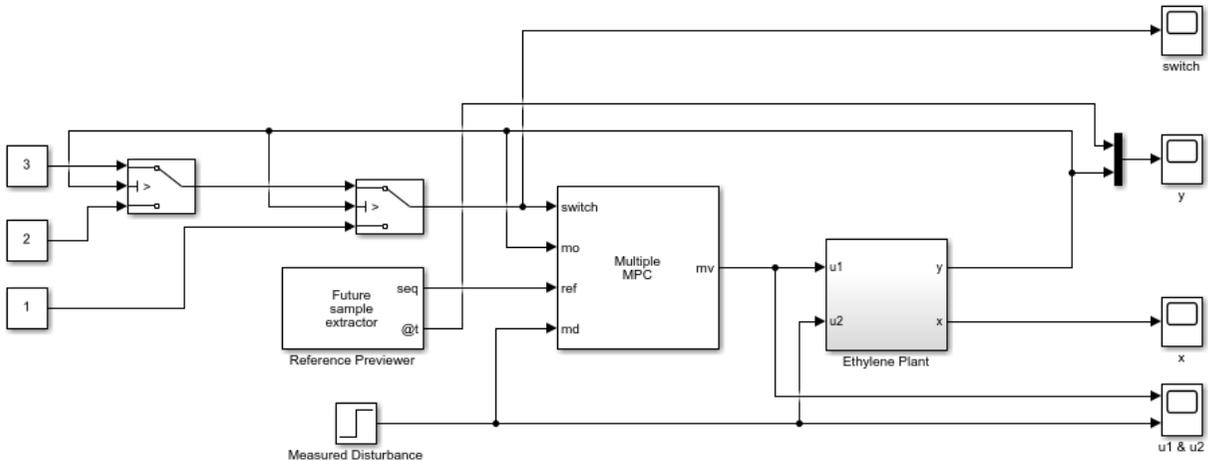 switch
3
>
y
2
>
switch
mo
Multiple
MPC
mv
u1
y
1
Future
sample
extractor
seq
ref
@t
md
u2
x
Reference Previewer
Ethylene Plant
x
Measured Disturbance
u1 & u2